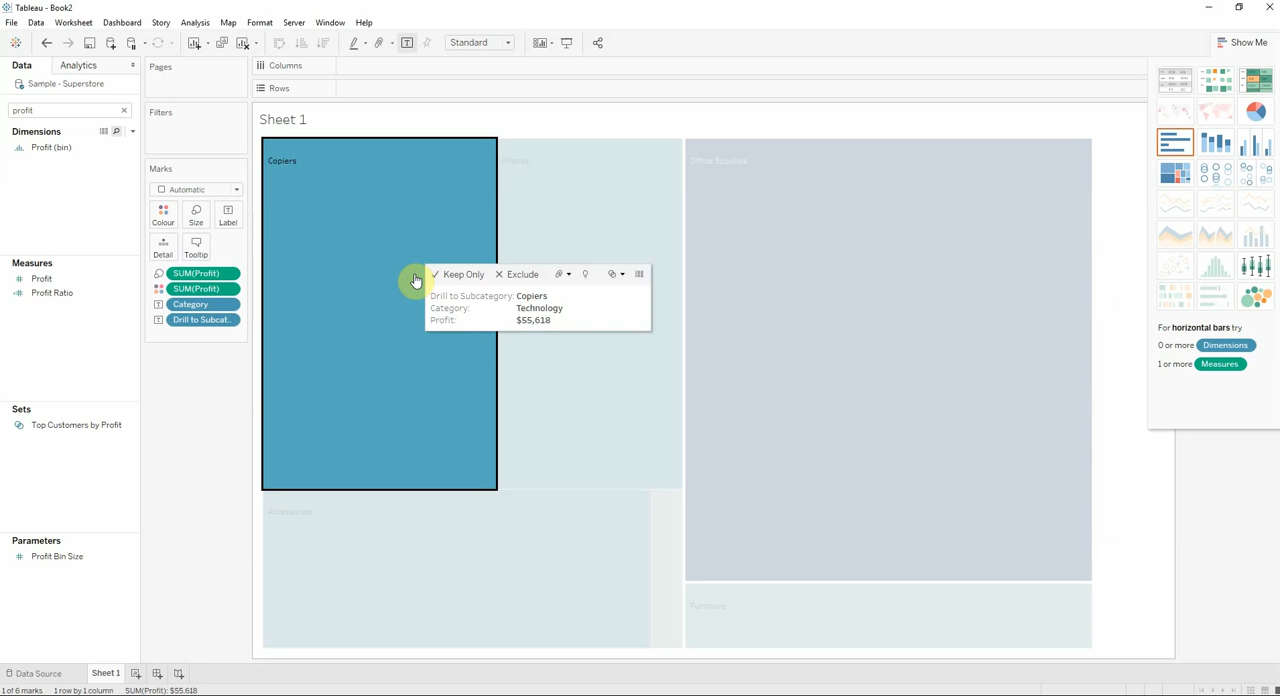 Tableau - Book2
File Data Worksheet Dashboard Story Analysis Map Format Server Window Help
Standard
Show Me
Data Analytics
Sample - Superstore
profit
Dimensions
Profit (bin)
Measures
Profit
Profit Ratio
Sets
Top Customers by Profit
Parameters
Profit Bin Size
Pages
Filters
Marks
Automatic
Colour Size Label
Detail Tooltip
SUM(Profit)
SUM(Profit)
Category
Drill to Subcat..
Columns
Rows
Sheet 1
Copiers
Phones
Office Supplies
Keep Only Exclude
Drill to Subcategory: Copiers
Category: Technology
Profit: $55,618
Accessories
Furniture
For horizontal bars try
0 or more Dimensions
1 or more Measures
Data Source Sheet 1
1 of 6 marks 1 row by 1 column SUM(Profit): $55,618